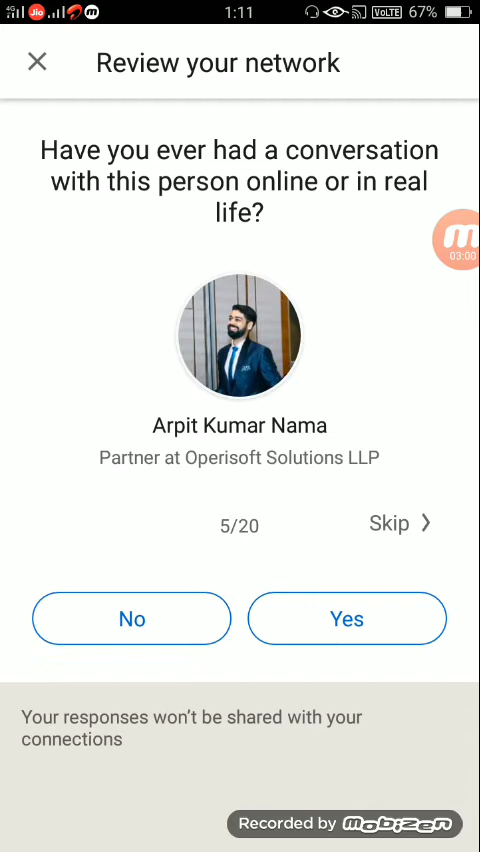 4G Jio m 1:11 VoLTE 67%
Review your network
Have you ever had a conversation
with this person online or in real
life?
m
03:00
Arpit Kumar Nama
Partner at Operisoft Solutions LLP
5/20
Skip
No
Yes
Your responses won't be shared with your
connections
Recorded by mobizen